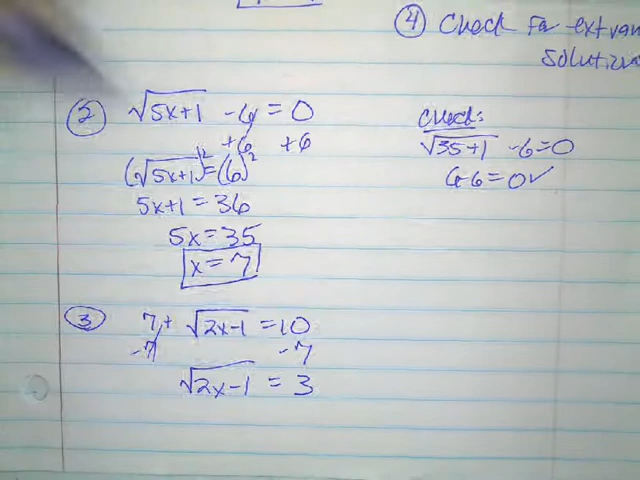 ④ Check for extran
solution
② √5x+1 - 6 = 0
+6 +6
(√5x+1)² = (6)²
5x+1 = 36
5x = 35
x = 7
Check:
√35+1 - 6 = 0
6-6 = 0 ✓
③ 7 + √2x-1 = 10
-7 -7
√2x-1 = 3